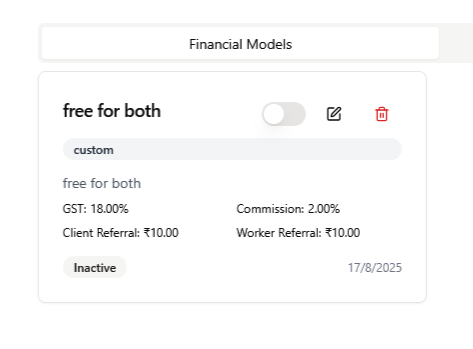 Financial Models
free for both
custom
free for both
GST: 18.00% Commission: 2.00%
Client Referral: ₹10.00 Worker Referral: ₹10.00
Inactive 17/8/2025